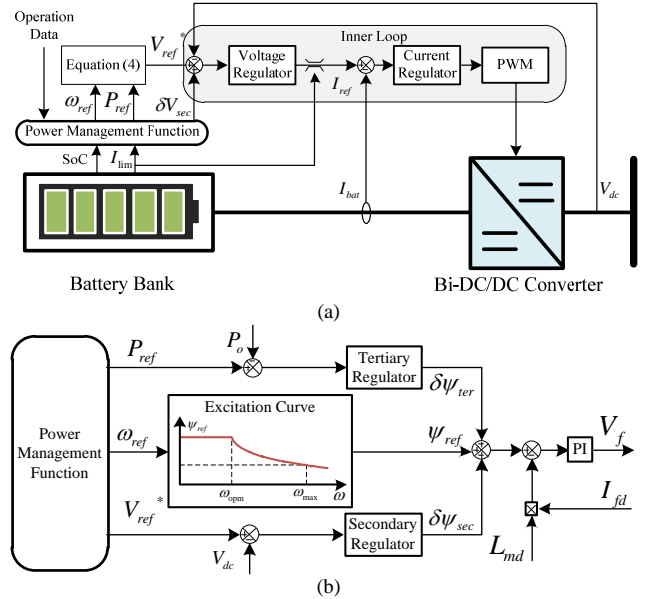 Operation
Data
Inner Loop
V_ref*
Equation (4)
Voltage
Regulator
I_ref
Current
Regulator
PWM
ω_ref
P_ref
δV_sec
Power Management Function
SoC
I_lim
I_bat
V_dc
Battery Bank
Bi-DC/DC Converter
(a)
P_ref
P_o
Tertiary
Regulator
δψ_ter
Excitation Curve
ψ_ref
Power
Management
Function
ω_ref
ω_opm
ω_max
ω
ψ_ref
PI
V_f
V_ref*
V_dc
Secondary
Regulator
δψ_sec
I_fd
L_md
(b)